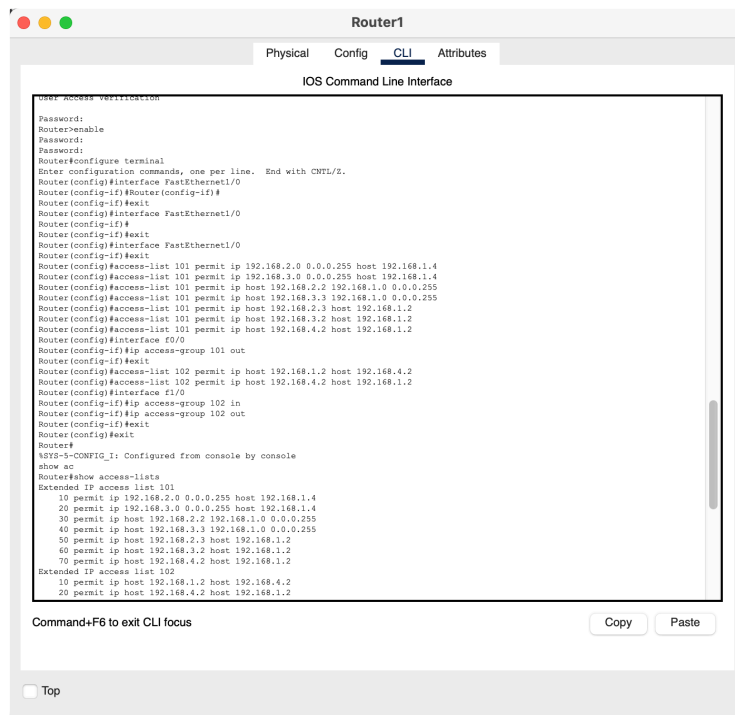 Router1
Physical Config CLI Attributes
IOS Command Line Interface
User Access Verification
Password:
Router>enable
Password:
Password:
Router#configure terminal
Enter configuration commands, one per line. End with CNTL/Z.
Router(config)#interface FastEthernet1/0
Router(config-if)#Router(config-if)#
Router(config-if)#exit
Router(config)#interface FastEthernet1/0
Router(config-if)#
Router(config-if)#exit
Router(config)#interface FastEthernet1/0
Router(config-if)#exit
Router(config)#access-list 101 permit ip 192.168.2.0 0.0.0.255 host 192.168.1.4
Router(config)#access-list 101 permit ip 192.168.3.0 0.0.0.255 host 192.168.1.4
Router(config)#access-list 101 permit ip host 192.168.2.2 192.168.1.0 0.0.0.255
Router(config)#access-list 101 permit ip host 192.168.3.3 192.168.1.0 0.0.0.255
Router(config)#access-list 101 permit ip host 192.168.2.3 host 192.168.1.2
Router(config)#access-list 101 permit ip host 192.168.3.2 host 192.168.1.2
Router(config)#access-list 101 permit ip host 192.168.4.2 host 192.168.1.2
Router(config)#interface f0/0
Router(config-if)#ip access-group 101 out
Router(config-if)#exit
Router(config)#access-list 102 permit ip host 192.168.1.2 host 192.168.4.2
Router(config)#access-list 102 permit ip host 192.168.4.2 host 192.168.1.2
Router(config)#interface f1/0
Router(config-if)#ip access-group 102 in
Router(config-if)#ip access-group 102 out
Router(config-if)#exit
Router(config)#exit
Router#
%SYS-5-CONFIG_I: Configured from console by console
show ac
Router#show access-lists
Extended IP access list 101
10 permit ip 192.168.2.0 0.0.0.255 host 192.168.1.4
20 permit ip 192.168.3.0 0.0.0.255 host 192.168.1.4
30 permit ip host 192.168.2.2 192.168.1.0 0.0.0.255
40 permit ip host 192.168.3.3 192.168.1.0 0.0.0.255
50 permit ip host 192.168.2.3 host 192.168.1.2
60 permit ip host 192.168.3.2 host 192.168.1.2
70 permit ip host 192.168.4.2 host 192.168.1.2
Extended IP access list 102
10 permit ip host 192.168.1.2 host 192.168.4.2
20 permit ip host 192.168.4.2 host 192.168.1.2
Command+F6 to exit CLI focus
Copy Paste
Top